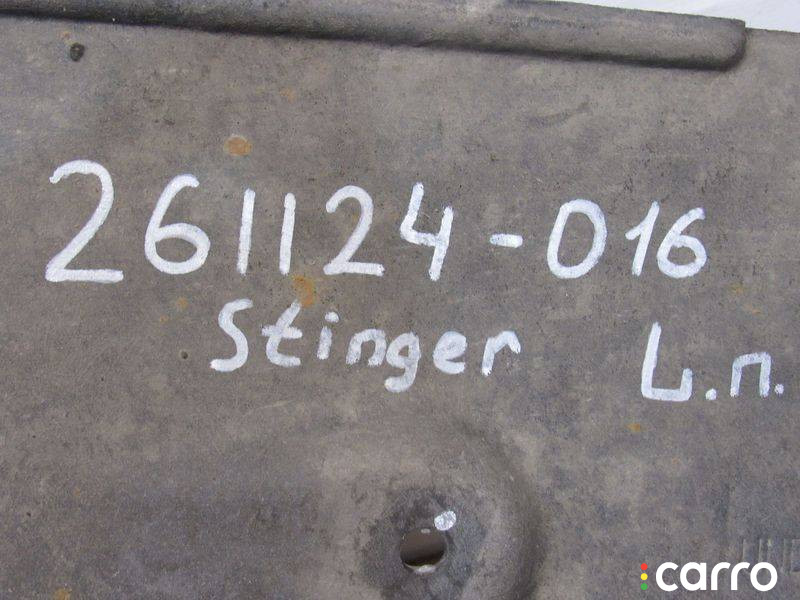 261124-016
Stinger L.п.
carro